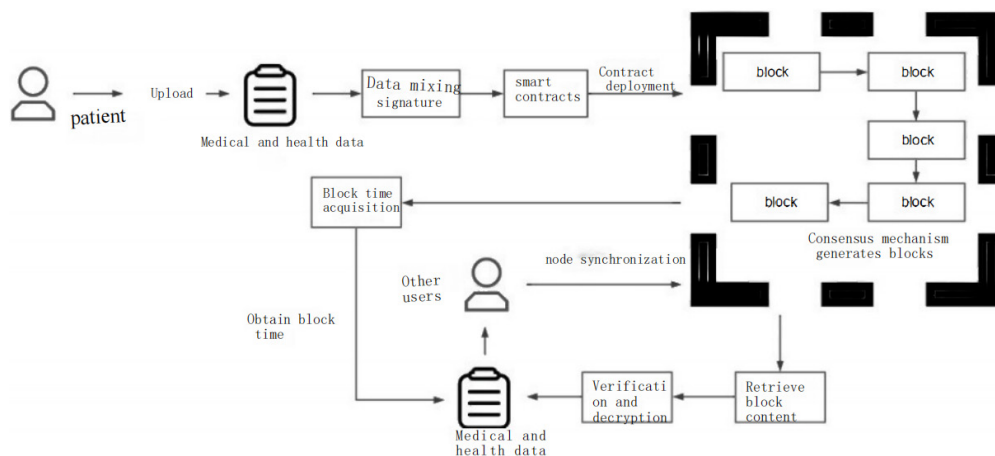 patient
Upload
Medical and health data
Data mixing
signature
smart
contracts
Contract
deployment
block
block
block
block
block
Consensus mechanism
generates blocks
Block time
acquisition
node synchronization
Other
users
Obtain block
time
Verificati
on and
decryption
Retrieve
block
content
Medical and
health data